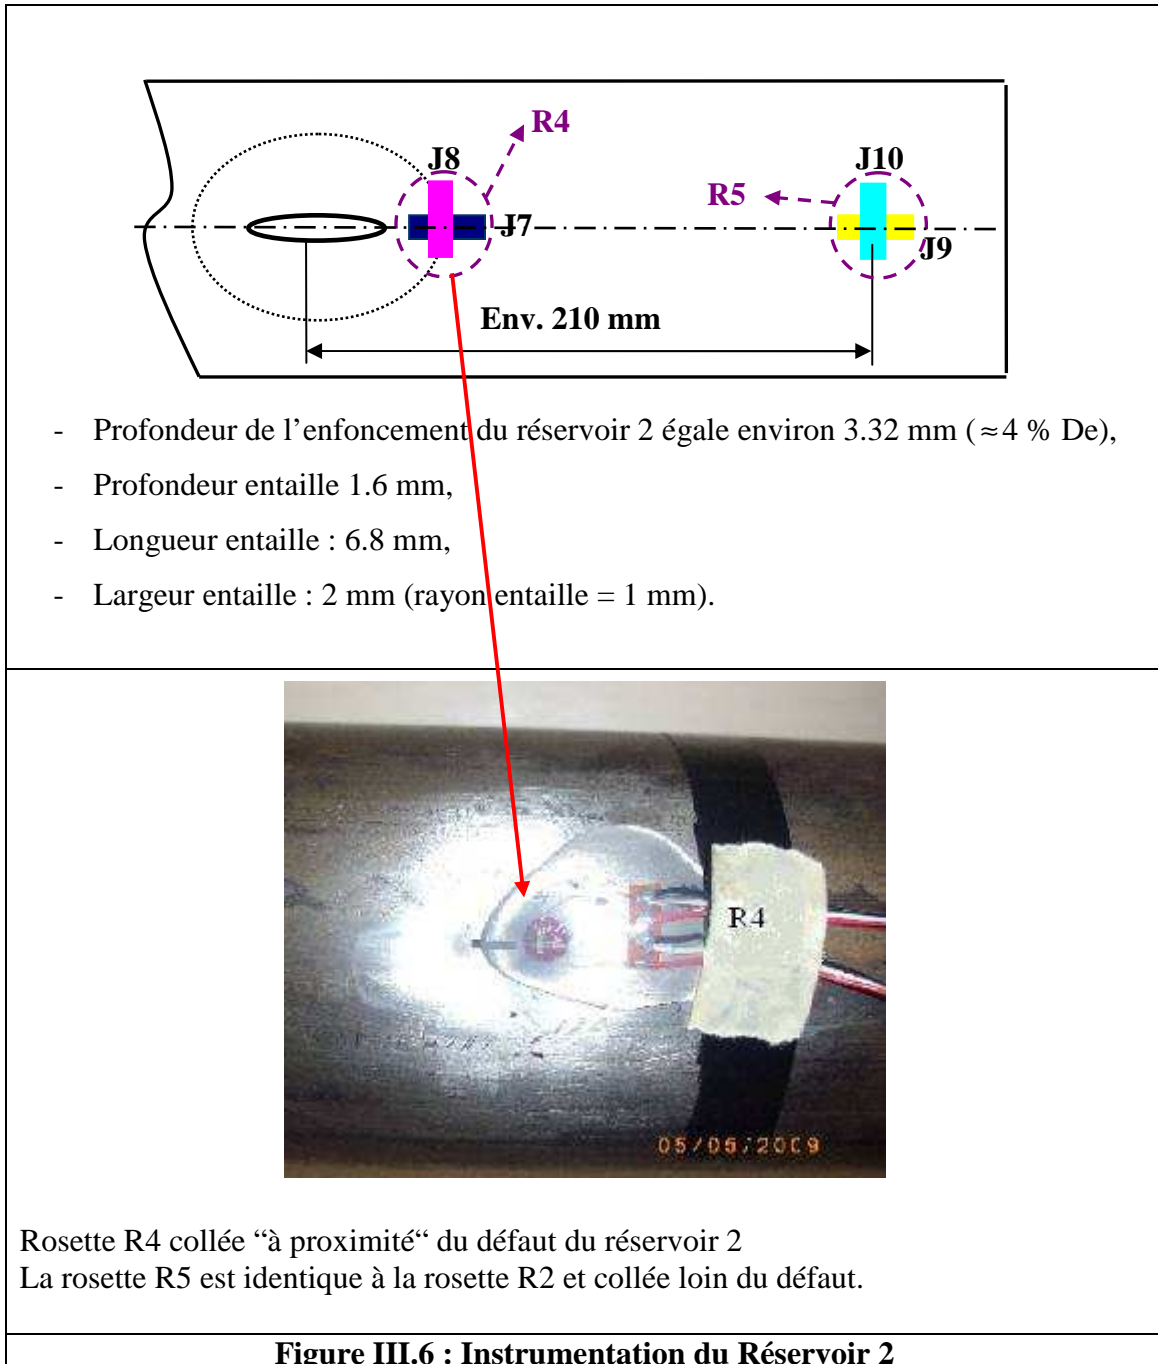 R4
J8
J10
R5
J7
J9
Env. 210 mm
- Profondeur de l’enfoncement du réservoir 2 égale environ 3.32 mm (≈4 % De),
- Profondeur entaille 1.6 mm,
- Longueur entaille : 6.8 mm,
- Largeur entaille : 2 mm (rayon entaille = 1 mm).
R4
05/05/2009
Rosette R4 collée “à proximité“ du défaut du réservoir 2
La rosette R5 est identique à la rosette R2 et collée loin du défaut.
Figure III.6 : Instrumentation du Réservoir 2